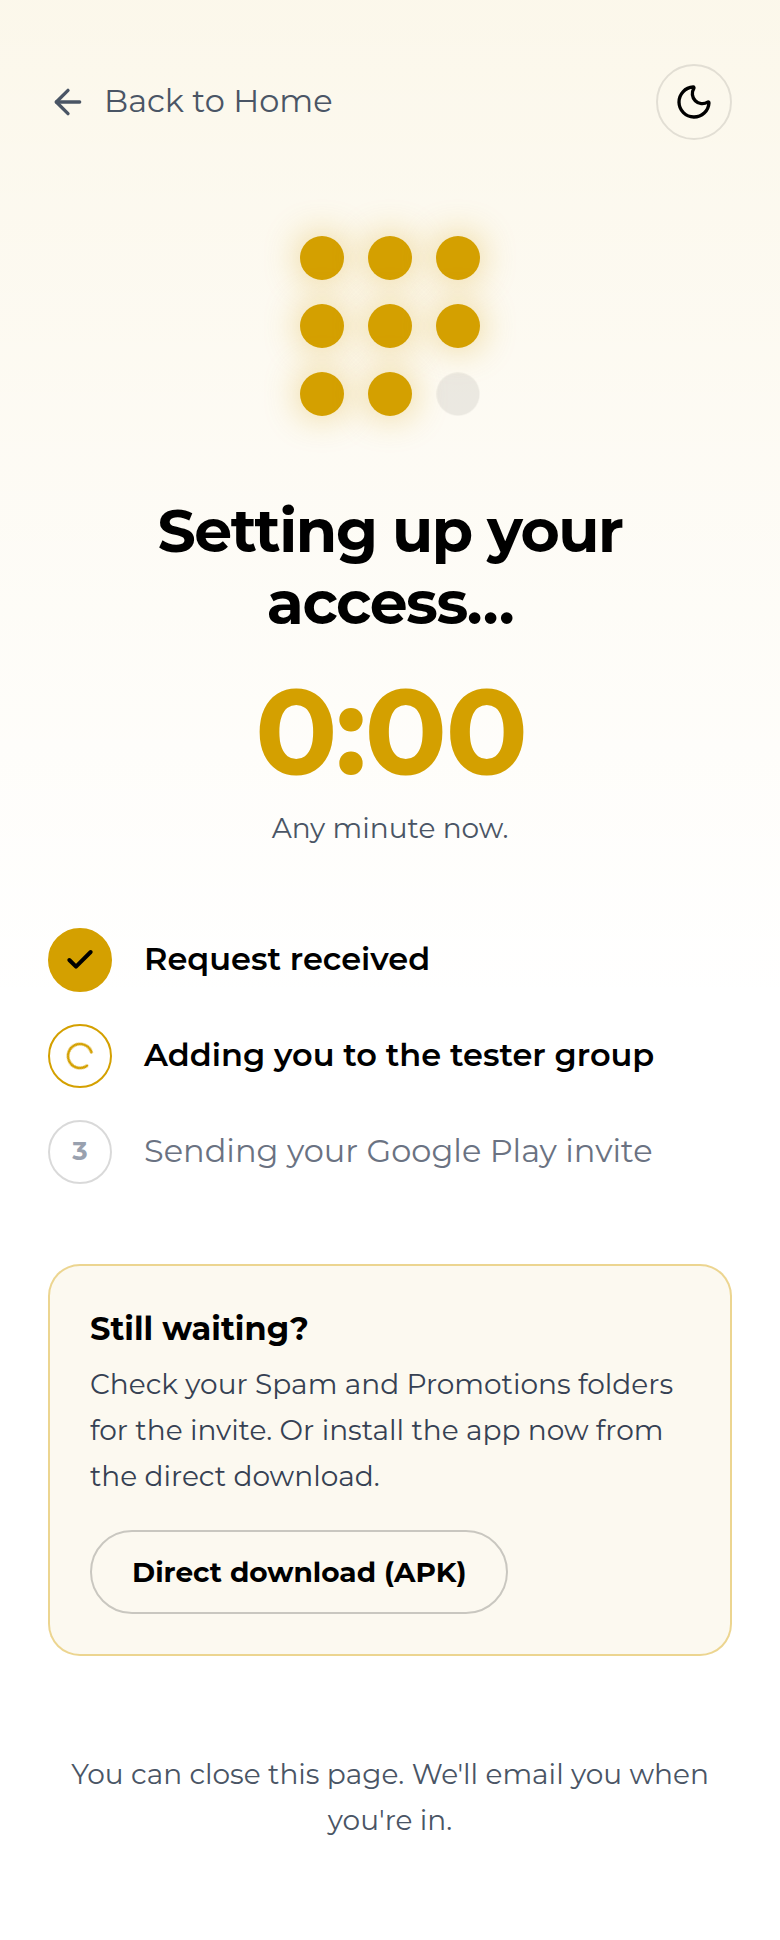 Back to Home
Setting up your
access...
0:00
Any minute now.
Request received
Adding you to the tester group
3 Sending your Google Play invite
Still waiting?
Check your Spam and Promotions folders
for the invite. Or install the app now from
the direct download.
Direct download (APK)
You can close this page. We'll email you when
you're in.